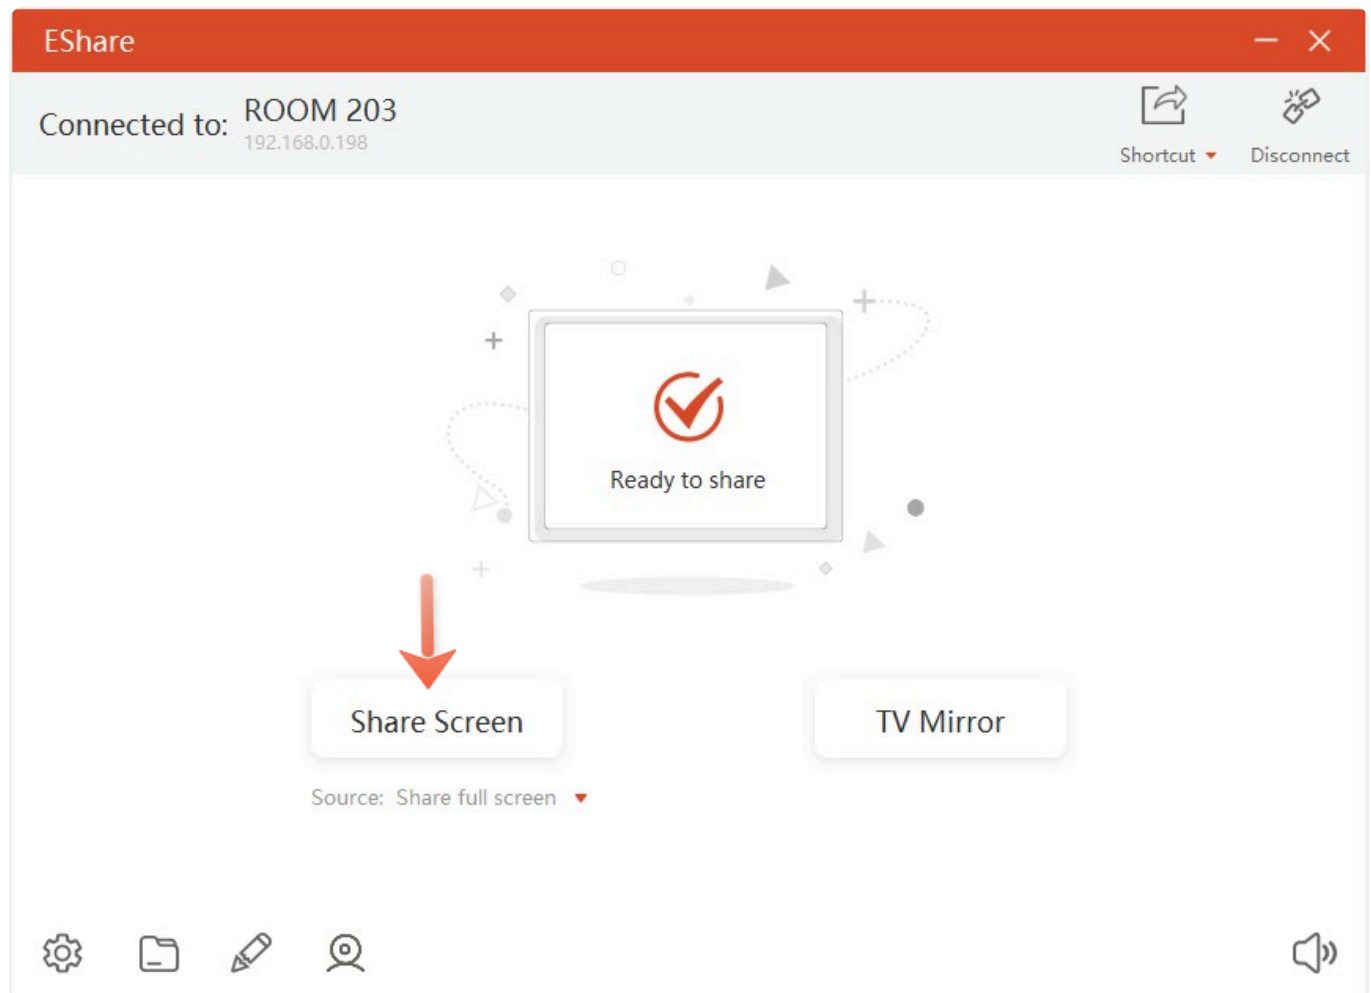 EShare
Connected to: ROOM 203
192.168.0.198
Shortcut
Disconnect
Ready to share
Share Screen
TV Mirror
Source: Share full screen